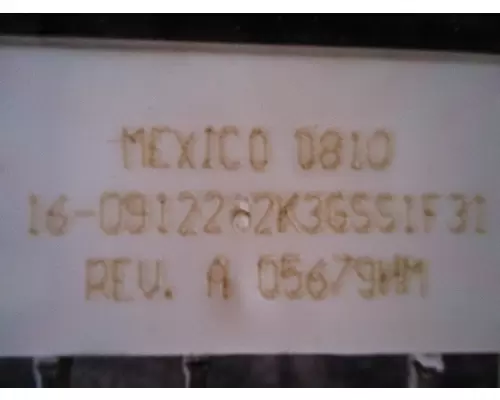 MEXICO 0810
16-09122-2K3GSS1F31
REV. A 05679WM